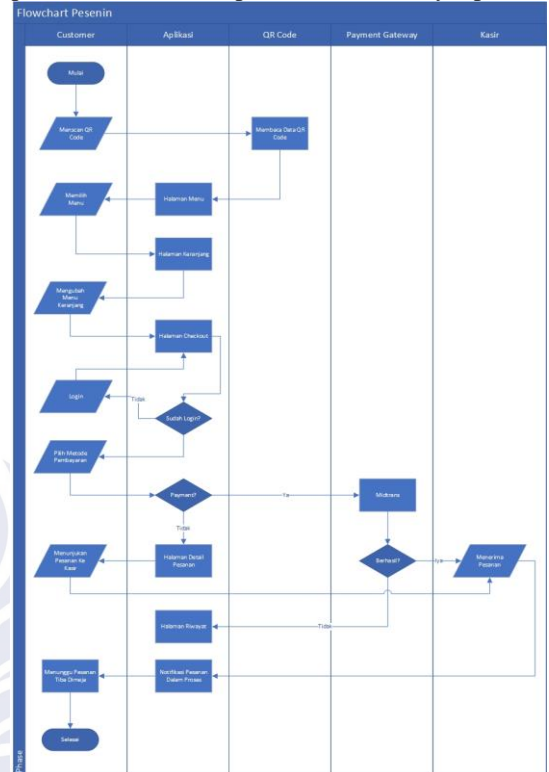 Flowchart Pesenin
Customer
Aplikasi
QR Code
Payment Gateway
Kasir
Mulai
Menscan QR
Code
Membaca Data QR
Code
Memilih
Menu
Halaman Menu
Halaman Keranjang
Mengubah
Menu
Keranjang
Halaman Checkout
Login
Tidak
Sudah Login?
Pilih Metode
Pembayaran
Payment?
Ya
Midtrans
Tidak
Menunjukan
Pesanan Ke
Kasir
Halaman Detail
Pesanan
Berhasil?
Iya
Menerima
Pesanan
Halaman Riwayat
Tidak
Menunggu Pesanan
Tiba Dimeja
Notifikasi Pesanan
Dalam Proses
Selesai
Phase